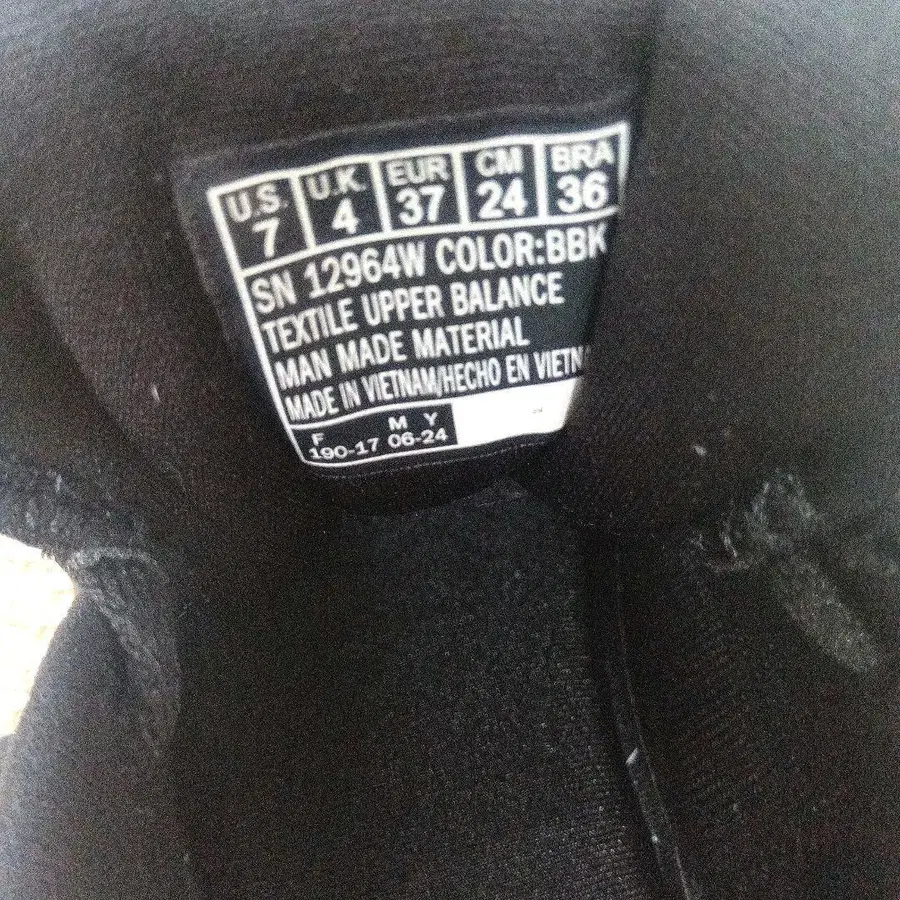 U.S. U.K. EUR CM BRA
7 4 37 24 36
SN 12964W COLOR:BBK
TEXTILE UPPER BALANCE
MAN MADE MATERIAL
MADE IN VIETNAM/HECHO EN
F M Y
190-17 06-24